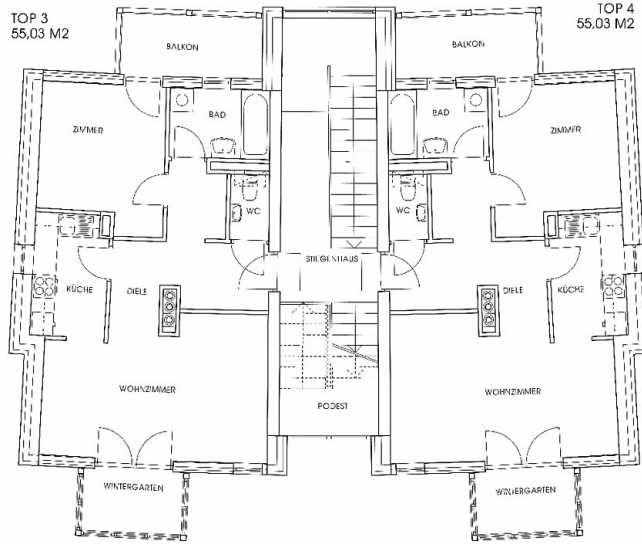 TOP 3
55,03 M2
TOP 4
55,03 M2
BALKON
BALKON
BAD
BAD
ZIMMER
ZIMMER
WC
WC
STIEGENHAUS
KÜCHE
DIELE
DIELE
KÜCHE
WOHNZIMMER
WOHNZIMMER
PODEST
WINTERGARTEN
WINTERGARTEN